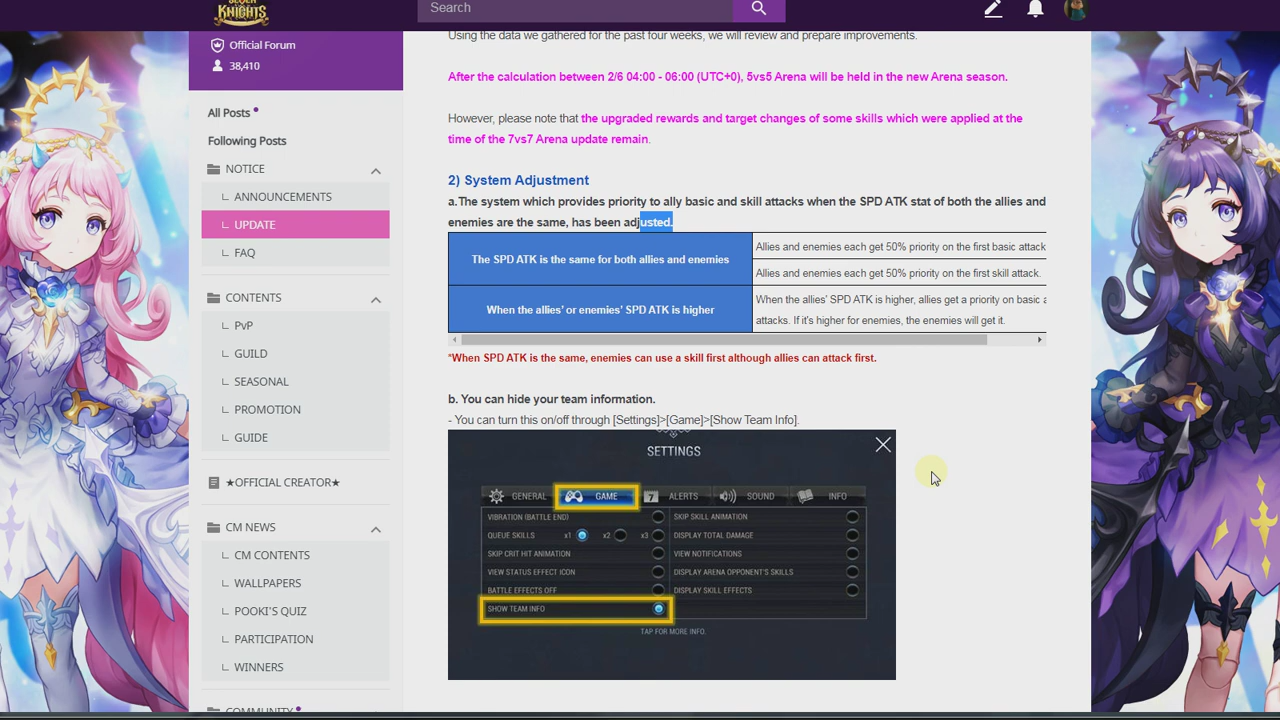 SEVEN
KNIGHTS
Search
Official Forum
38,410
All Posts
Following Posts
NOTICE
ANNOUNCEMENTS
UPDATE
FAQ
CONTENTS
PvP
GUILD
SEASONAL
PROMOTION
GUIDE
★OFFICIAL CREATOR★
CM NEWS
CM CONTENTS
WALLPAPERS
POOKI'S QUIZ
PARTICIPATION
WINNERS
COMMUNITY
Using the data we gathered for the past four weeks, we will review and prepare improvements.
After the calculation between 2/6 04:00 - 06:00 (UTC+0), 5vs5 Arena will be held in the new Arena season.
However, please note that the upgraded rewards and target changes of some skills which were applied at the
time of the 7vs7 Arena update remain.
2) System Adjustment
a.The system which provides priority to ally basic and skill attacks when the SPD ATK stat of both the allies and
enemies are the same, has been adjusted.
The SPD ATK is the same for both allies and enemies
Allies and enemies each get 50% priority on the first basic attack
Allies and enemies each get 50% priority on the first skill attack.
When the allies' or enemies' SPD ATK is higher
When the allies' SPD ATK is higher, allies get a priority on basic a
attacks. If it's higher for enemies, the enemies will get it.
*When SPD ATK is the same, enemies can use a skill first although allies can attack first.
b. You can hide your team information.
- You can turn this on/off through [Settings]>[Game]>[Show Team Info].
SETTINGS
GENERAL GAME 7 ALERTS SOUND INFO
VIBRATION (BATTLE END) SKIP SKILL ANIMATION
QUEUE SKILLS x1 x2 x3 DISPLAY TOTAL DAMAGE
SKIP CRIT HIT ANIMATION VIEW NOTIFICATIONS
VIEW STATUS EFFECT ICON DISPLAY ARENA OPPONENT'S SKILLS
BATTLE EFFECTS OFF DISPLAY SKILL EFFECTS
SHOW TEAM INFO
TAP FOR MORE INFO.